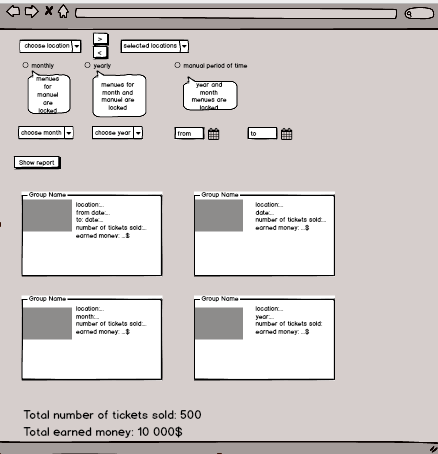 choose location
>
<
selected locations
monthly
yearly
manual period of time
menues
for
manuel
are
locked
menues for
month and
manuel are
locked
year and
month
menues are
locked
choose month
choose year
from
to
Show report
Group Name
location:...
from date:...
to: date:...
number of tickets sold:...
earned money: ...$
Group Name
location:...
date:...
number of tickets sold:...
earned money: ...$
Group Name
location:...
month:...
number of tickets sold:...
earned money: ...$
Group Name
location:...
year:...
number of tickets sold:
earned money: ...$
Total number of tickets sold: 500
Total earned money: 10 000$